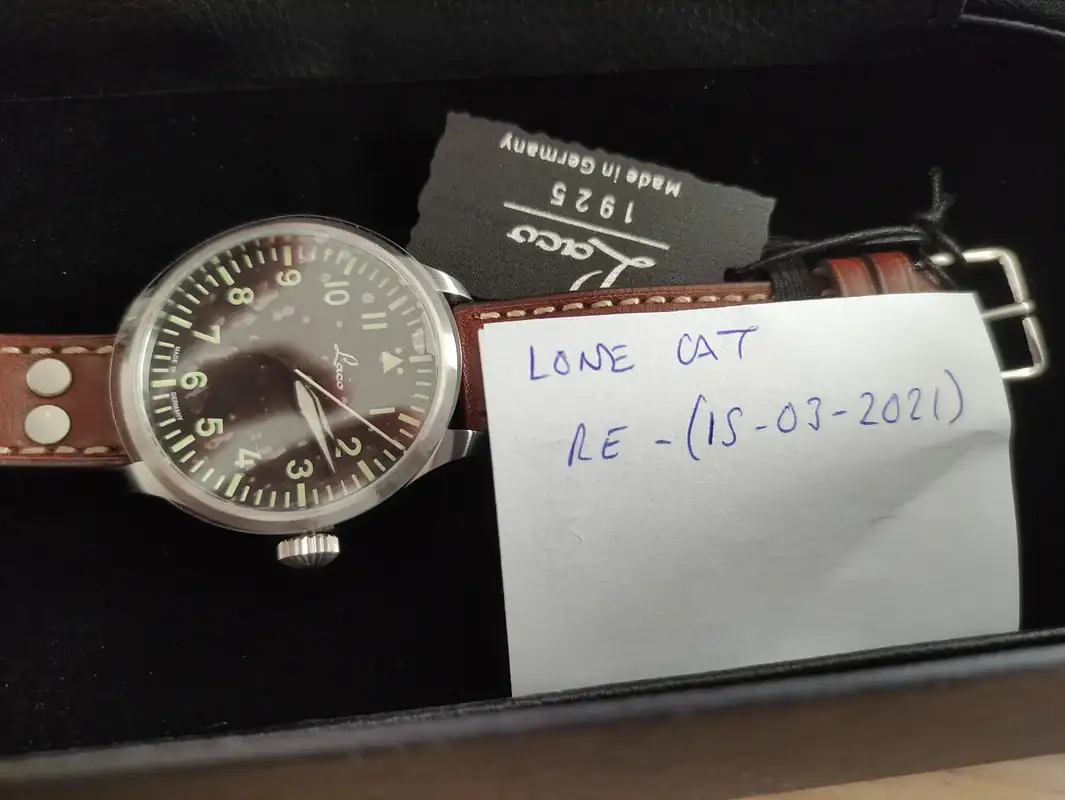 Laco
1925
Made in Germany
1
2
3
4
5
6
7
8
9
10
11
Laco
MADE IN GERMANY
LONE CAT
RE - (15-03-2021)